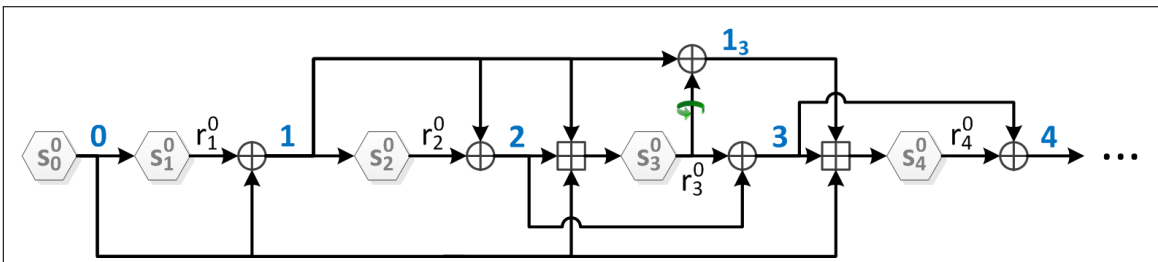 1₃
s₀⁰ 0 s₁⁰ r₁⁰ 1 s₂⁰ r₂⁰ 2 s₃⁰ r₃⁰ 3 s₄⁰ r₄⁰ 4 ...